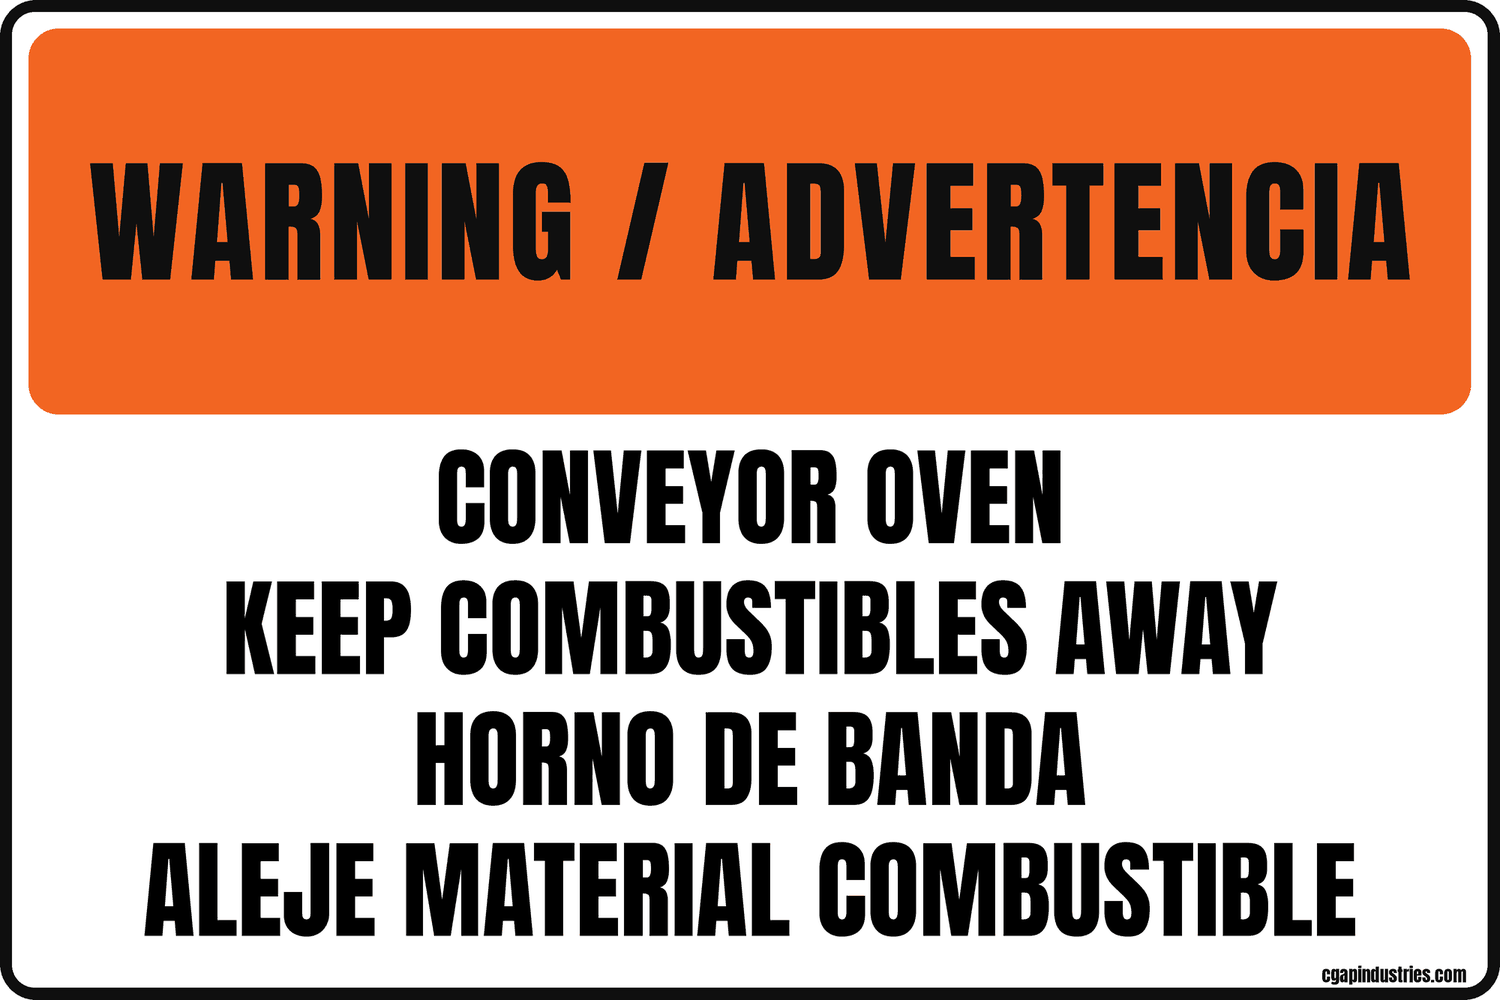 WARNING / ADVERTENCIA
CONVEYOR OVEN
KEEP COMBUSTIBLES AWAY
HORNO DE BANDA
ALEJE MATERIAL COMBUSTIBLE
cgapindustries.com